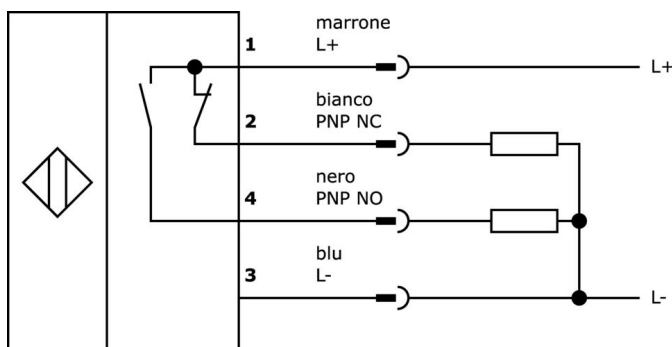 marrone
1 L+ L+
bianco
2 PNP NC
nero
4 PNP NO
blu
3 L- L-